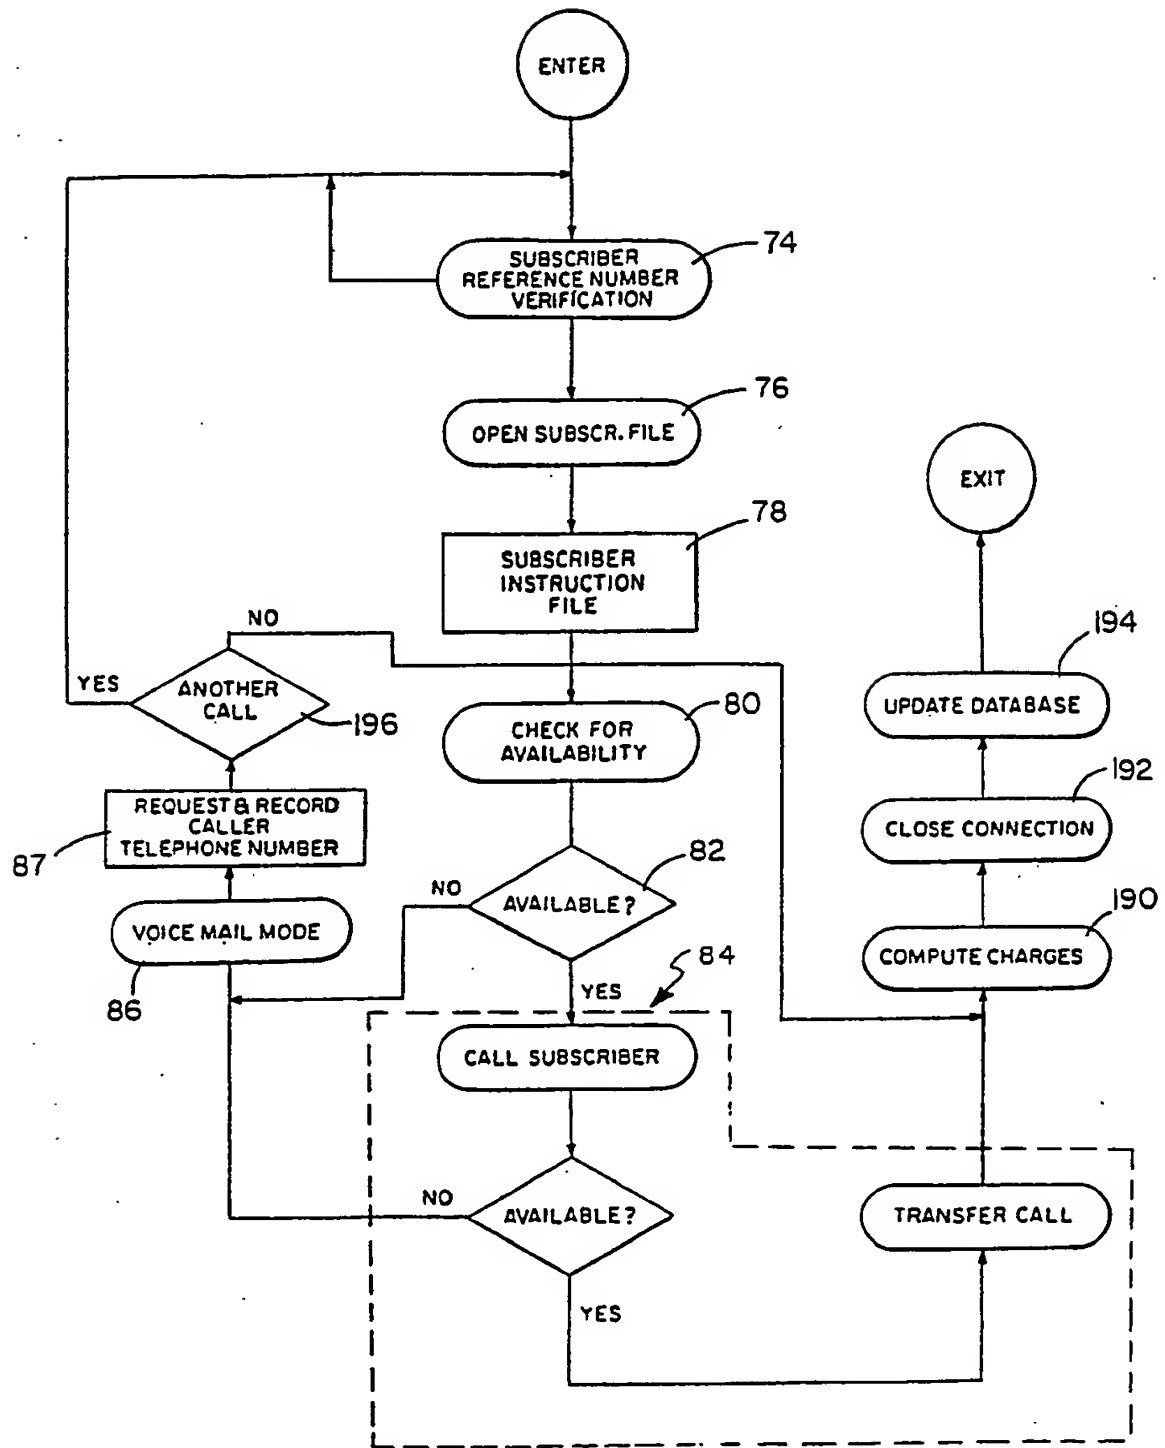 ENTER
74
SUBSCRIBER
REFERENCE NUMBER
VERIFICATION
76
OPEN SUBSCR. FILE
EXIT
78
SUBSCRIBER
INSTRUCTION
FILE
NO
194
YES
ANOTHER
CALL
196
80
UPDATE DATABASE
CHECK FOR
AVAILABILITY
192
REQUEST & RECORD
CALLER
TELEPHONE NUMBER
87
CLOSE CONNECTION
82
NO
AVAILABLE?
190
VOICE MAIL MODE
86
COMPUTE CHARGES
84
YES
CALL SUBSCRIBER
NO
AVAILABLE?
TRANSFER CALL
YES